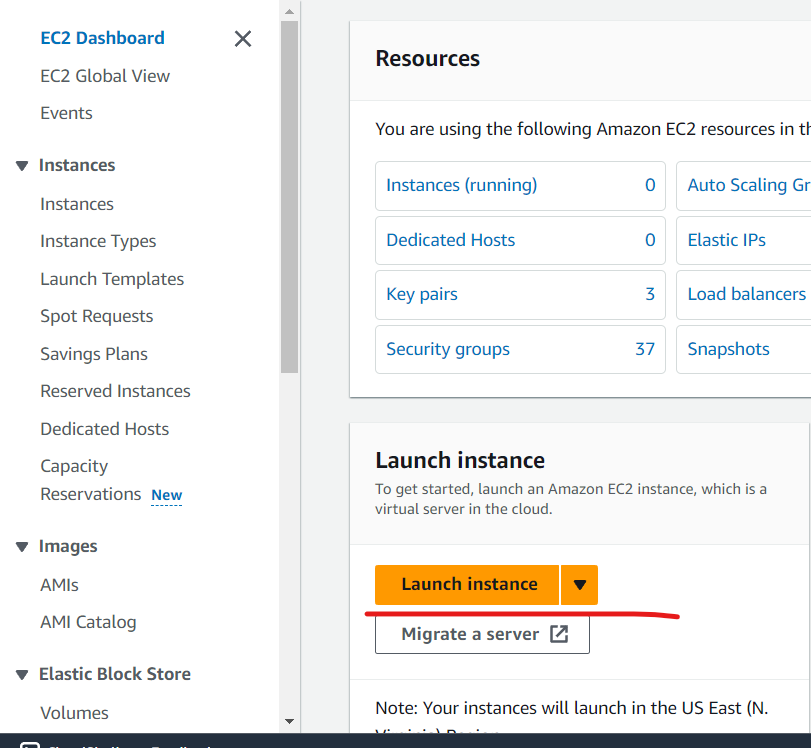 EC2 Dashboard
EC2 Global View
Events
Instances
Instances
Instance Types
Launch Templates
Spot Requests
Savings Plans
Reserved Instances
Dedicated Hosts
Capacity
Reservations New
Images
AMIs
AMI Catalog
Elastic Block Store
Volumes
Resources
You are using the following Amazon EC2 resources in
Instances (running) 0
Auto Scaling
Dedicated Hosts 0
Elastic IPs
Key pairs 3
Load balancers
Security groups 37
Snapshots
Launch instance
To get started, launch an Amazon EC2 instance, which is a
virtual server in the cloud.
Launch instance
Migrate a server
Note: Your instances will launch in the US East (N.